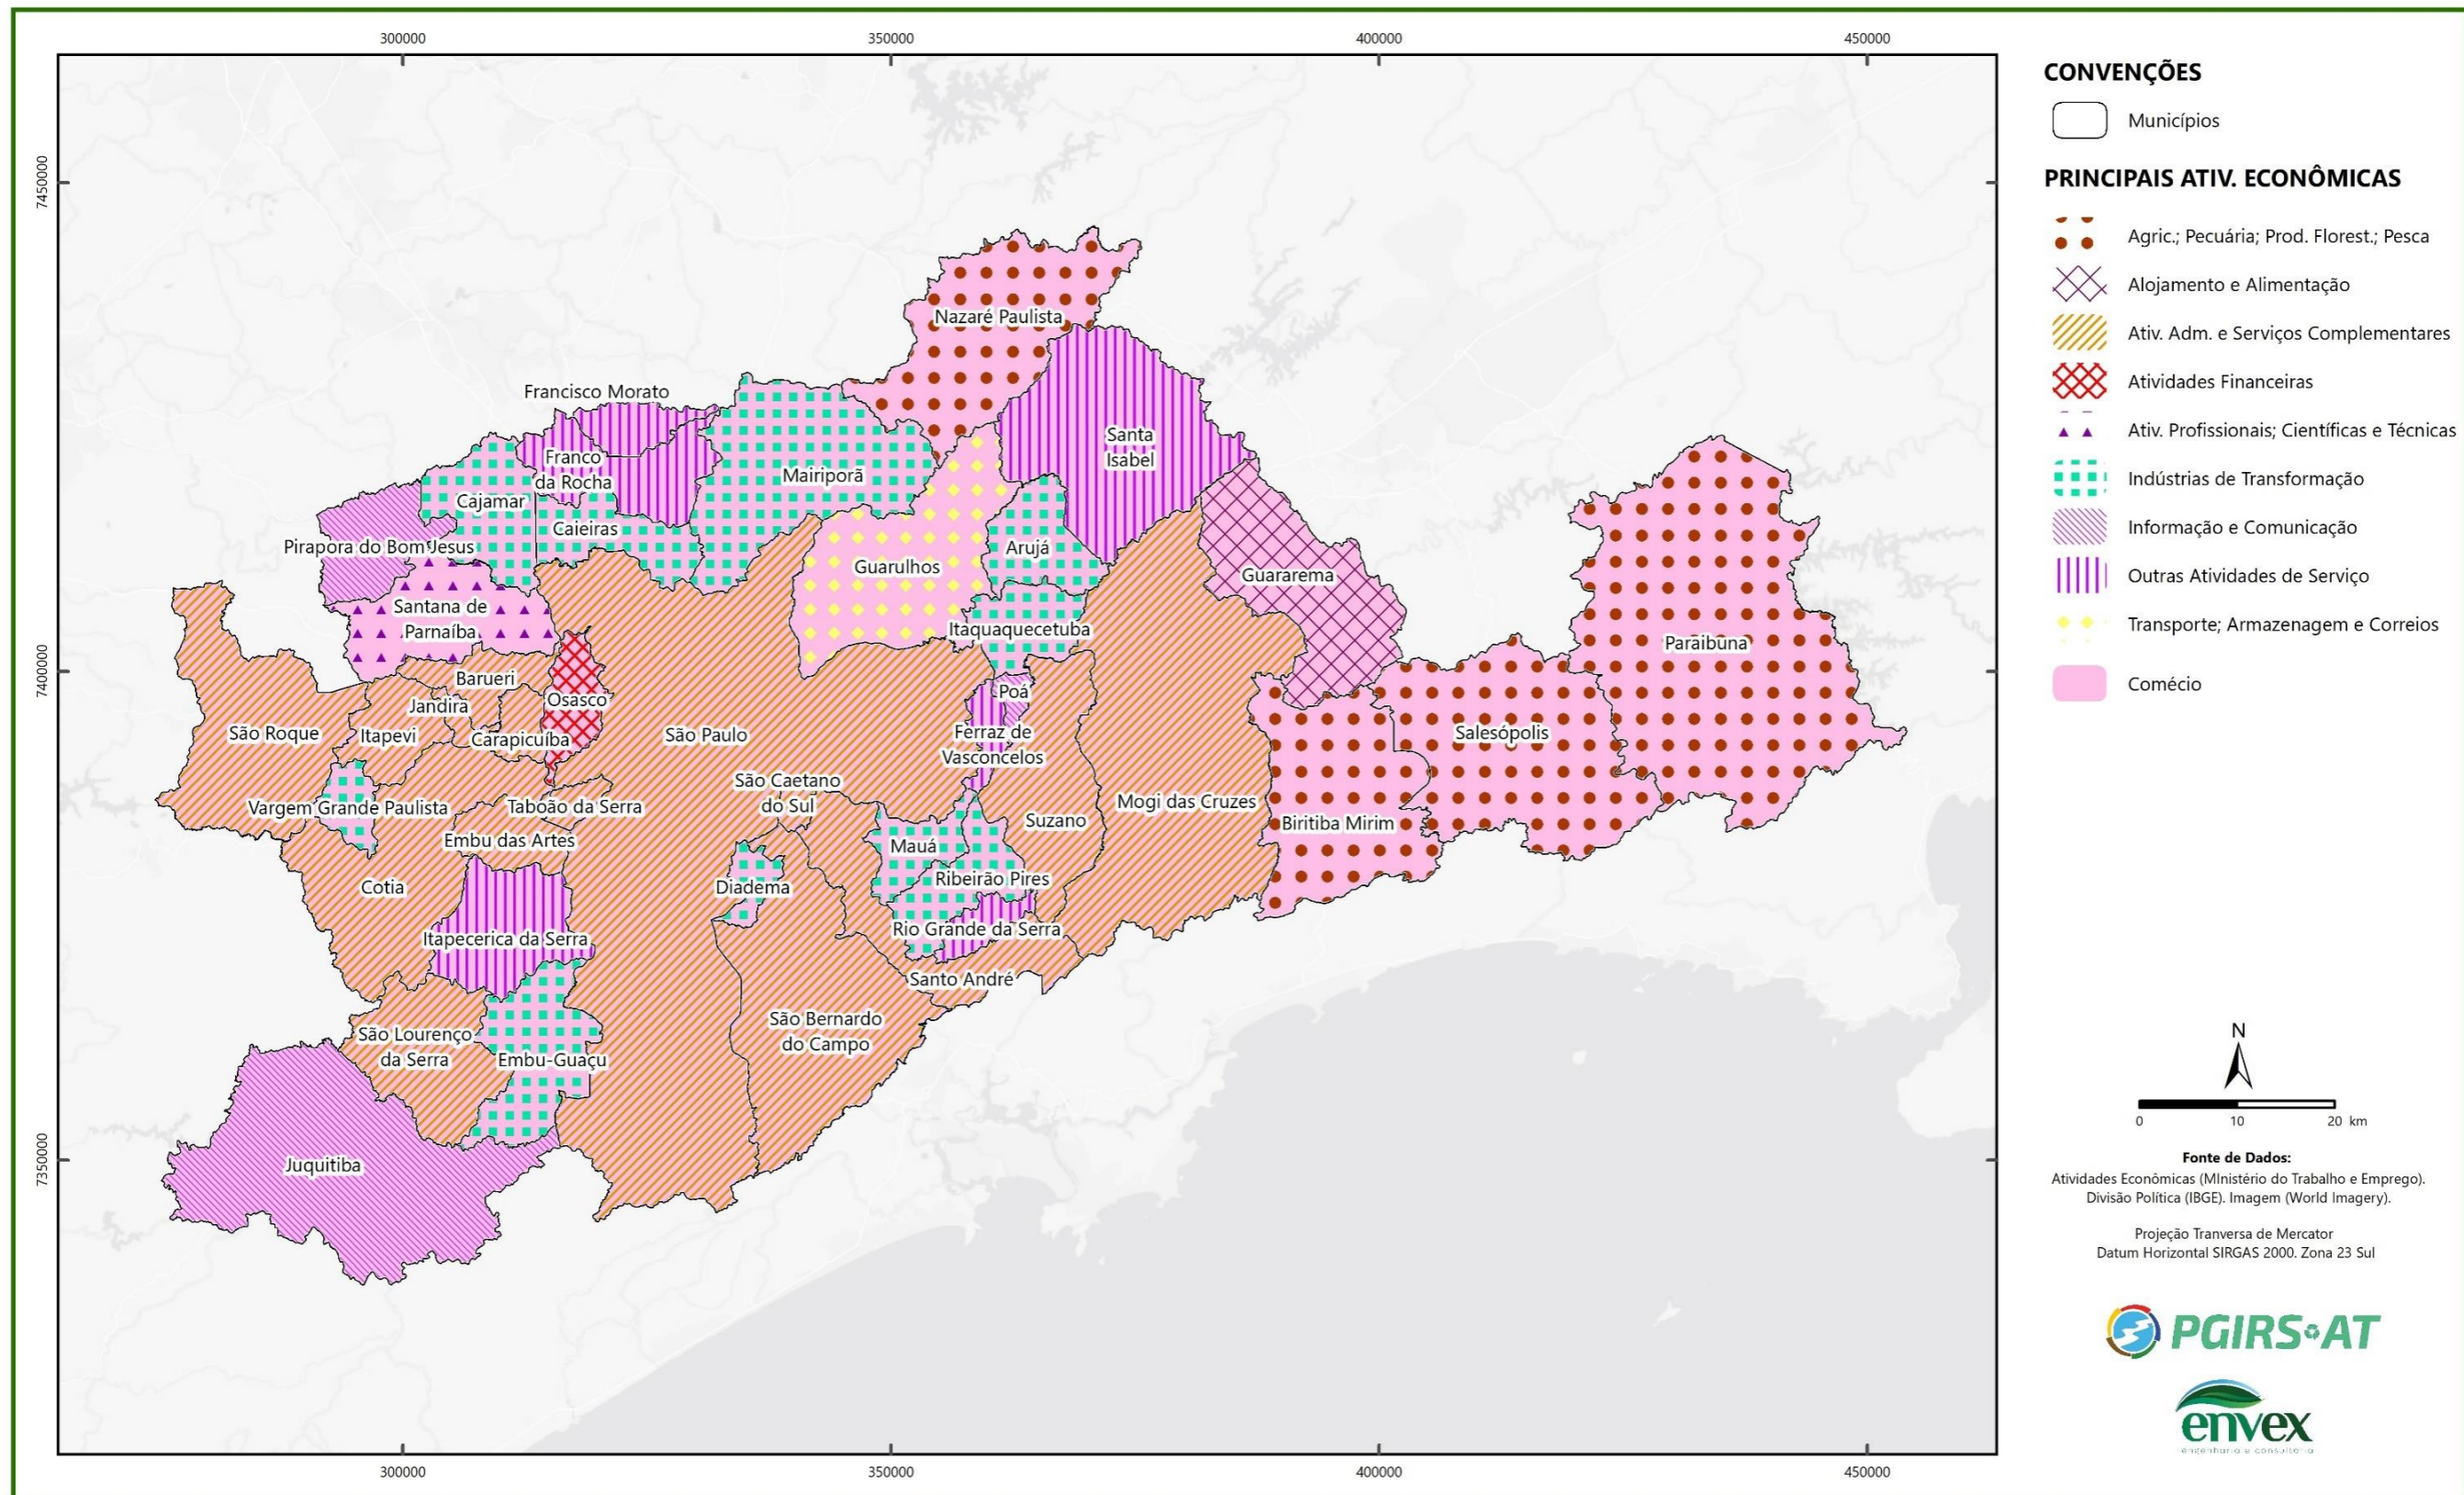 300000
350000
400000
450000
7450000
7400000
7350000
Nazaré Paulista
Francisco Morato
Santa
Isabel
Franco
da Rocha
Mairiporã
Cajamar
Caieiras
Pirapora do Bom Jesus
Arujá
Guarulhos
Guararema
Santana de
Parnaíba
Itaquaquecetuba
Paraibuna
Barueri
Poá
Osasco
Jandira
São Roque
Itapevi
Carapicuíba
São Paulo
Ferraz de
Vasconcelos
Salesópolis
São Caetano
do Sul
Vargem Grande Paulista
Taboão da Serra
Mogi das Cruzes
Suzano
Biritiba Mirim
Embu das Artes
Mauá
Cotia
Diadema
Ribeirão Pires
Itapecerica da Serra
Rio Grande da Serra
Santo André
São Bernardo
do Campo
São Lourenço
da Serra
Embu-Guaçu
Juquitiba
300000
350000
400000
450000
CONVENÇÕES
Municípios
PRINCIPAIS ATIV. ECONÔMICAS
Agric.; Pecuária; Prod. Florest.; Pesca
Alojamento e Alimentação
Ativ. Adm. e Serviços Complementares
Atividades Financeiras
Ativ. Profissionais; Científicas e Técnicas
Indústrias de Transformação
Informação e Comunicação
Outras Atividades de Serviço
Transporte; Armazenagem e Correios
Comécio
N
0 10 20 km
Fonte de Dados:
Atividades Econômicas (MInistério do Trabalho e Emprego).
Divisão Política (IBGE). Imagem (World Imagery).
Projeção Tranversa de Mercator
Datum Horizontal SIRGAS 2000. Zona 23 Sul
PGIRS AT
envex
engenharia e consultoria